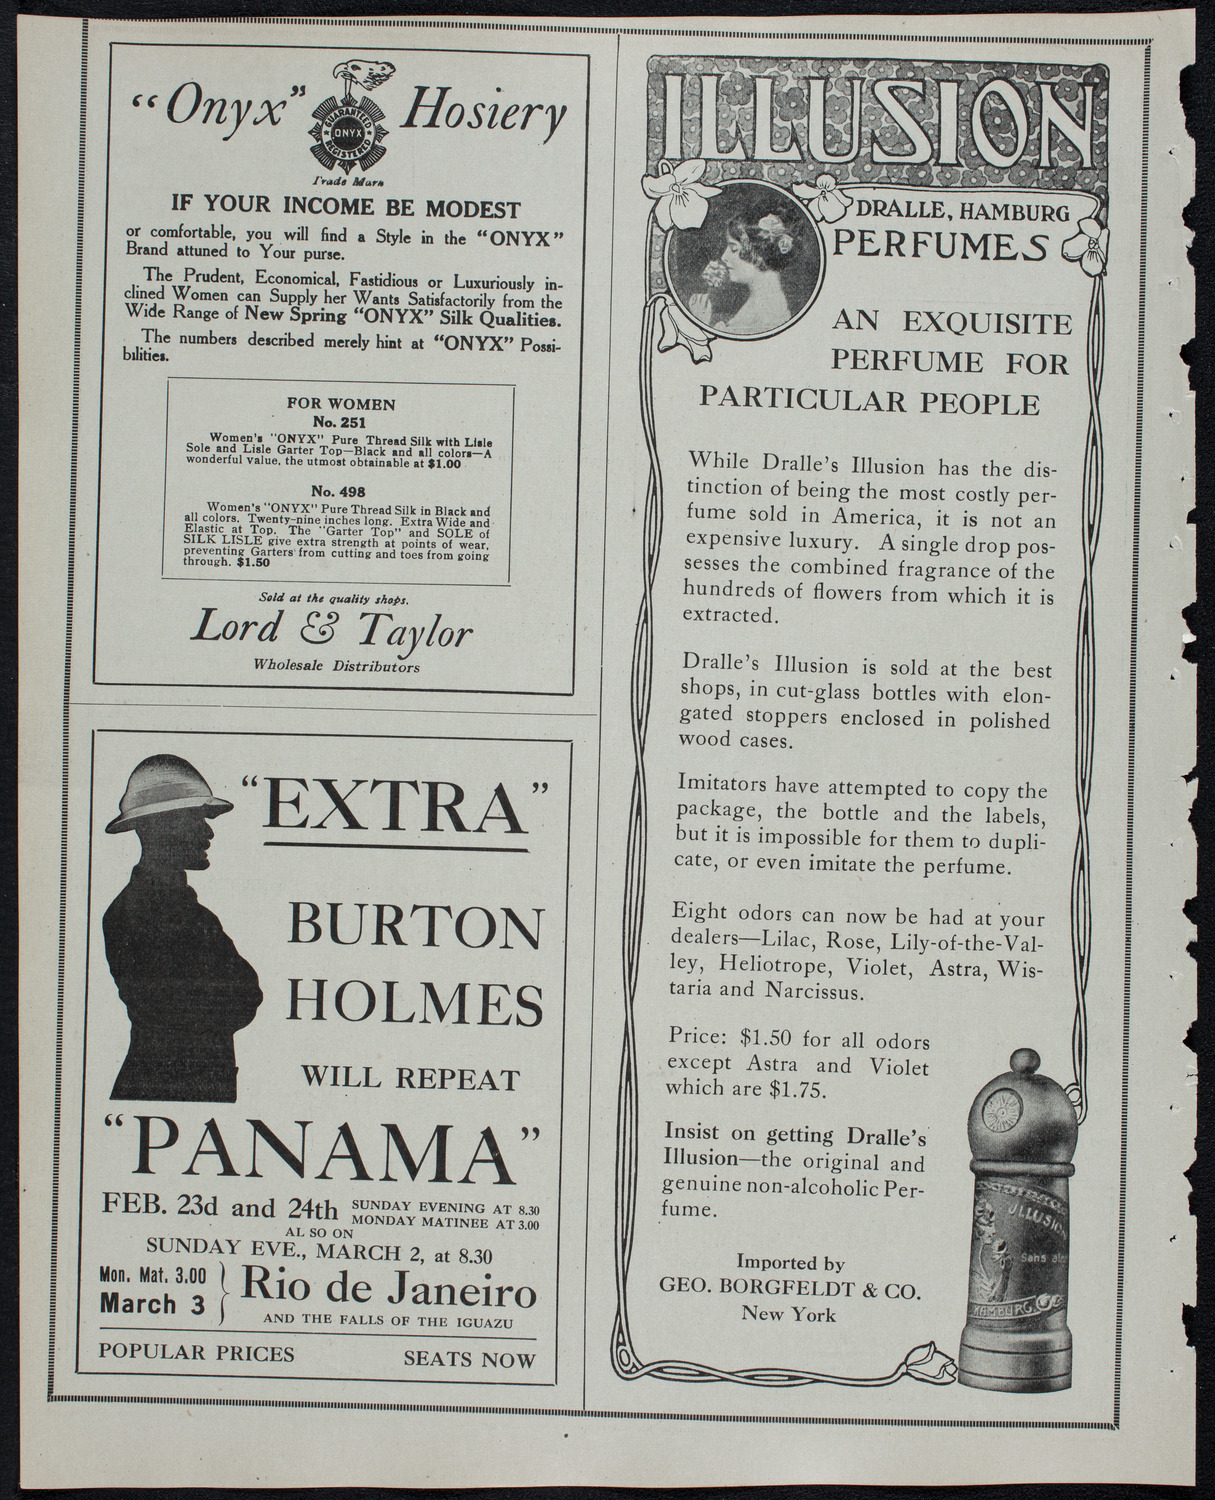 "Onyx" Hosiery
GUARANTEED
ONYX
REGISTERED
Trade Mark
IF YOUR INCOME BE MODEST
or comfortable, you will find a Style in the "ONYX"
Brand attuned to Your purse.
The Prudent, Economical, Fastidious or Luxuriously in-
clined Women can Supply her Wants Satisfactorily from the
Wide Range of New Spring "ONYX" Silk Qualities.
The numbers described merely hint at "ONYX" Possi-
bilities.
FOR WOMEN
No. 251
Women's "ONYX" Pure Thread Silk with Lisle
Sole and Lisle Garter Top—Black and all colors—A
wonderful value, the utmost obtainable at $1.00
No. 498
Women's "ONYX" Pure Thread Silk in Black and
all colors. Twenty-nine inches long. Extra Wide and
Elastic at Top. The "Garter Top" and SOLE of
SILK LISLE give extra strength at points of wear,
preventing Garters from cutting and toes from going
through. $1.50
Sold at the quality shops.
Lord & Taylor
Wholesale Distributors
"EXTRA"
BURTON
HOLMES
WILL REPEAT
"PANAMA"
FEB. 23d and 24th SUNDAY EVENING AT 8.30
MONDAY MATINEE AT 3.00
ALSO ON
SUNDAY EVE., MARCH 2, at 8.30
Mon. Mat. 3.00
March 3
Rio de Janeiro
AND THE FALLS OF THE IGUAZU
POPULAR PRICES SEATS NOW
ILLUSION
DRALLE, HAMBURG
PERFUMES
AN EXQUISITE
PERFUME FOR
PARTICULAR PEOPLE
While Dralle's Illusion has the dis-
tinction of being the most costly per-
fume sold in America, it is not an
expensive luxury. A single drop pos-
sesses the combined fragrance of the
hundreds of flowers from which it is
extracted.
Dralle's Illusion is sold at the best
shops, in cut-glass bottles with elon-
gated stoppers enclosed in polished
wood cases.
Imitators have attempted to copy the
package, the bottle and the labels,
but it is impossible for them to dupli-
cate, or even imitate the perfume.
Eight odors can now be had at your
dealers—Lilac, Rose, Lily-of-the-Val-
ley, Heliotrope, Violet, Astra, Wis-
taria and Narcissus.
Price: $1.50 for all odors
except Astra and Violet
which are $1.75.
Insist on getting Dralle's
Illusion—the original and
genuine non-alcoholic Per-
fume.
Imported by
GEO. BORGFELDT & CO.
New York
ILLUSION
Sans
HAMBURG